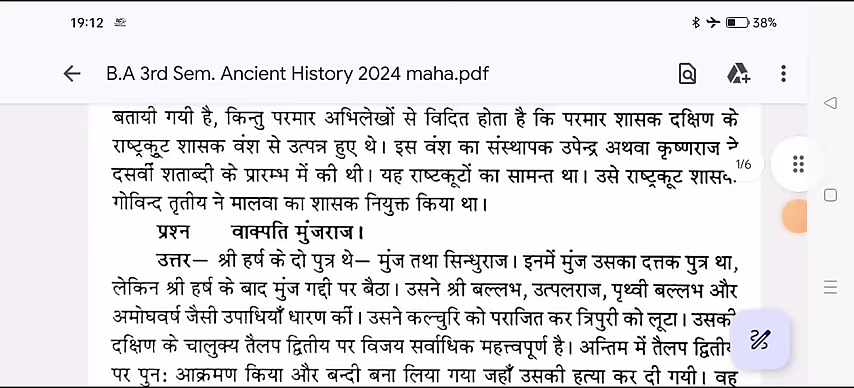 19:12
38%
B.A 3rd Sem. Ancient History 2024 maha.pdf
बतायी गयी है, किन्तु परमार अभिलेखों से विदित होता है कि परमार शासक दक्षिण के
राष्ट्रकूट शासक वंश से उत्पन्न हुए थे। इस वंश का संस्थापक उपेन्द्र अथवा कृष्णराज ने
1/6
दसवीं शताब्दी के प्रारम्भ में की थी। यह राष्टकूटों का सामन्त था। उसे राष्ट्रकूट
गोविन्द तृतीय ने मालवा का शासक नियुक्त किया था।
प्रश्न वाक्पति मुंजराज।
उत्तर— श्री हर्ष के दो पुत्र थे— मुंज तथा सिन्धुराज। इनमें मुंज उसका दत्तक पुत्र था,
लेकिन श्री हर्ष के बाद मुंज गद्दी पर बैठा। उसने श्री बल्लभ, उत्पलराज, पृथ्वी बल्लभ और
अमोघवर्ष जैसी उपाधियाँ धारण कीं। उसने कल्चुरि को पराजित कर त्रिपुरी को लूटा। उसकी
दक्षिण के चालुक्य तैलप द्वितीय पर विजय सर्वाधिक महत्त्वपूर्ण है। अन्तिम में तैलप
पर पुन: आक्रमण किया और बन्दी बना लिया गया जहाँ उसकी हत्या कर दी गयी। वह